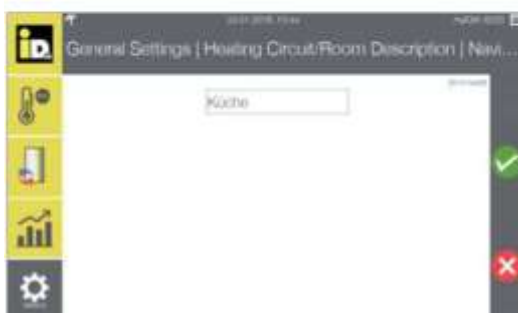 iD
General Settings | Heating Circuit/Room Description | Navi...
Küche